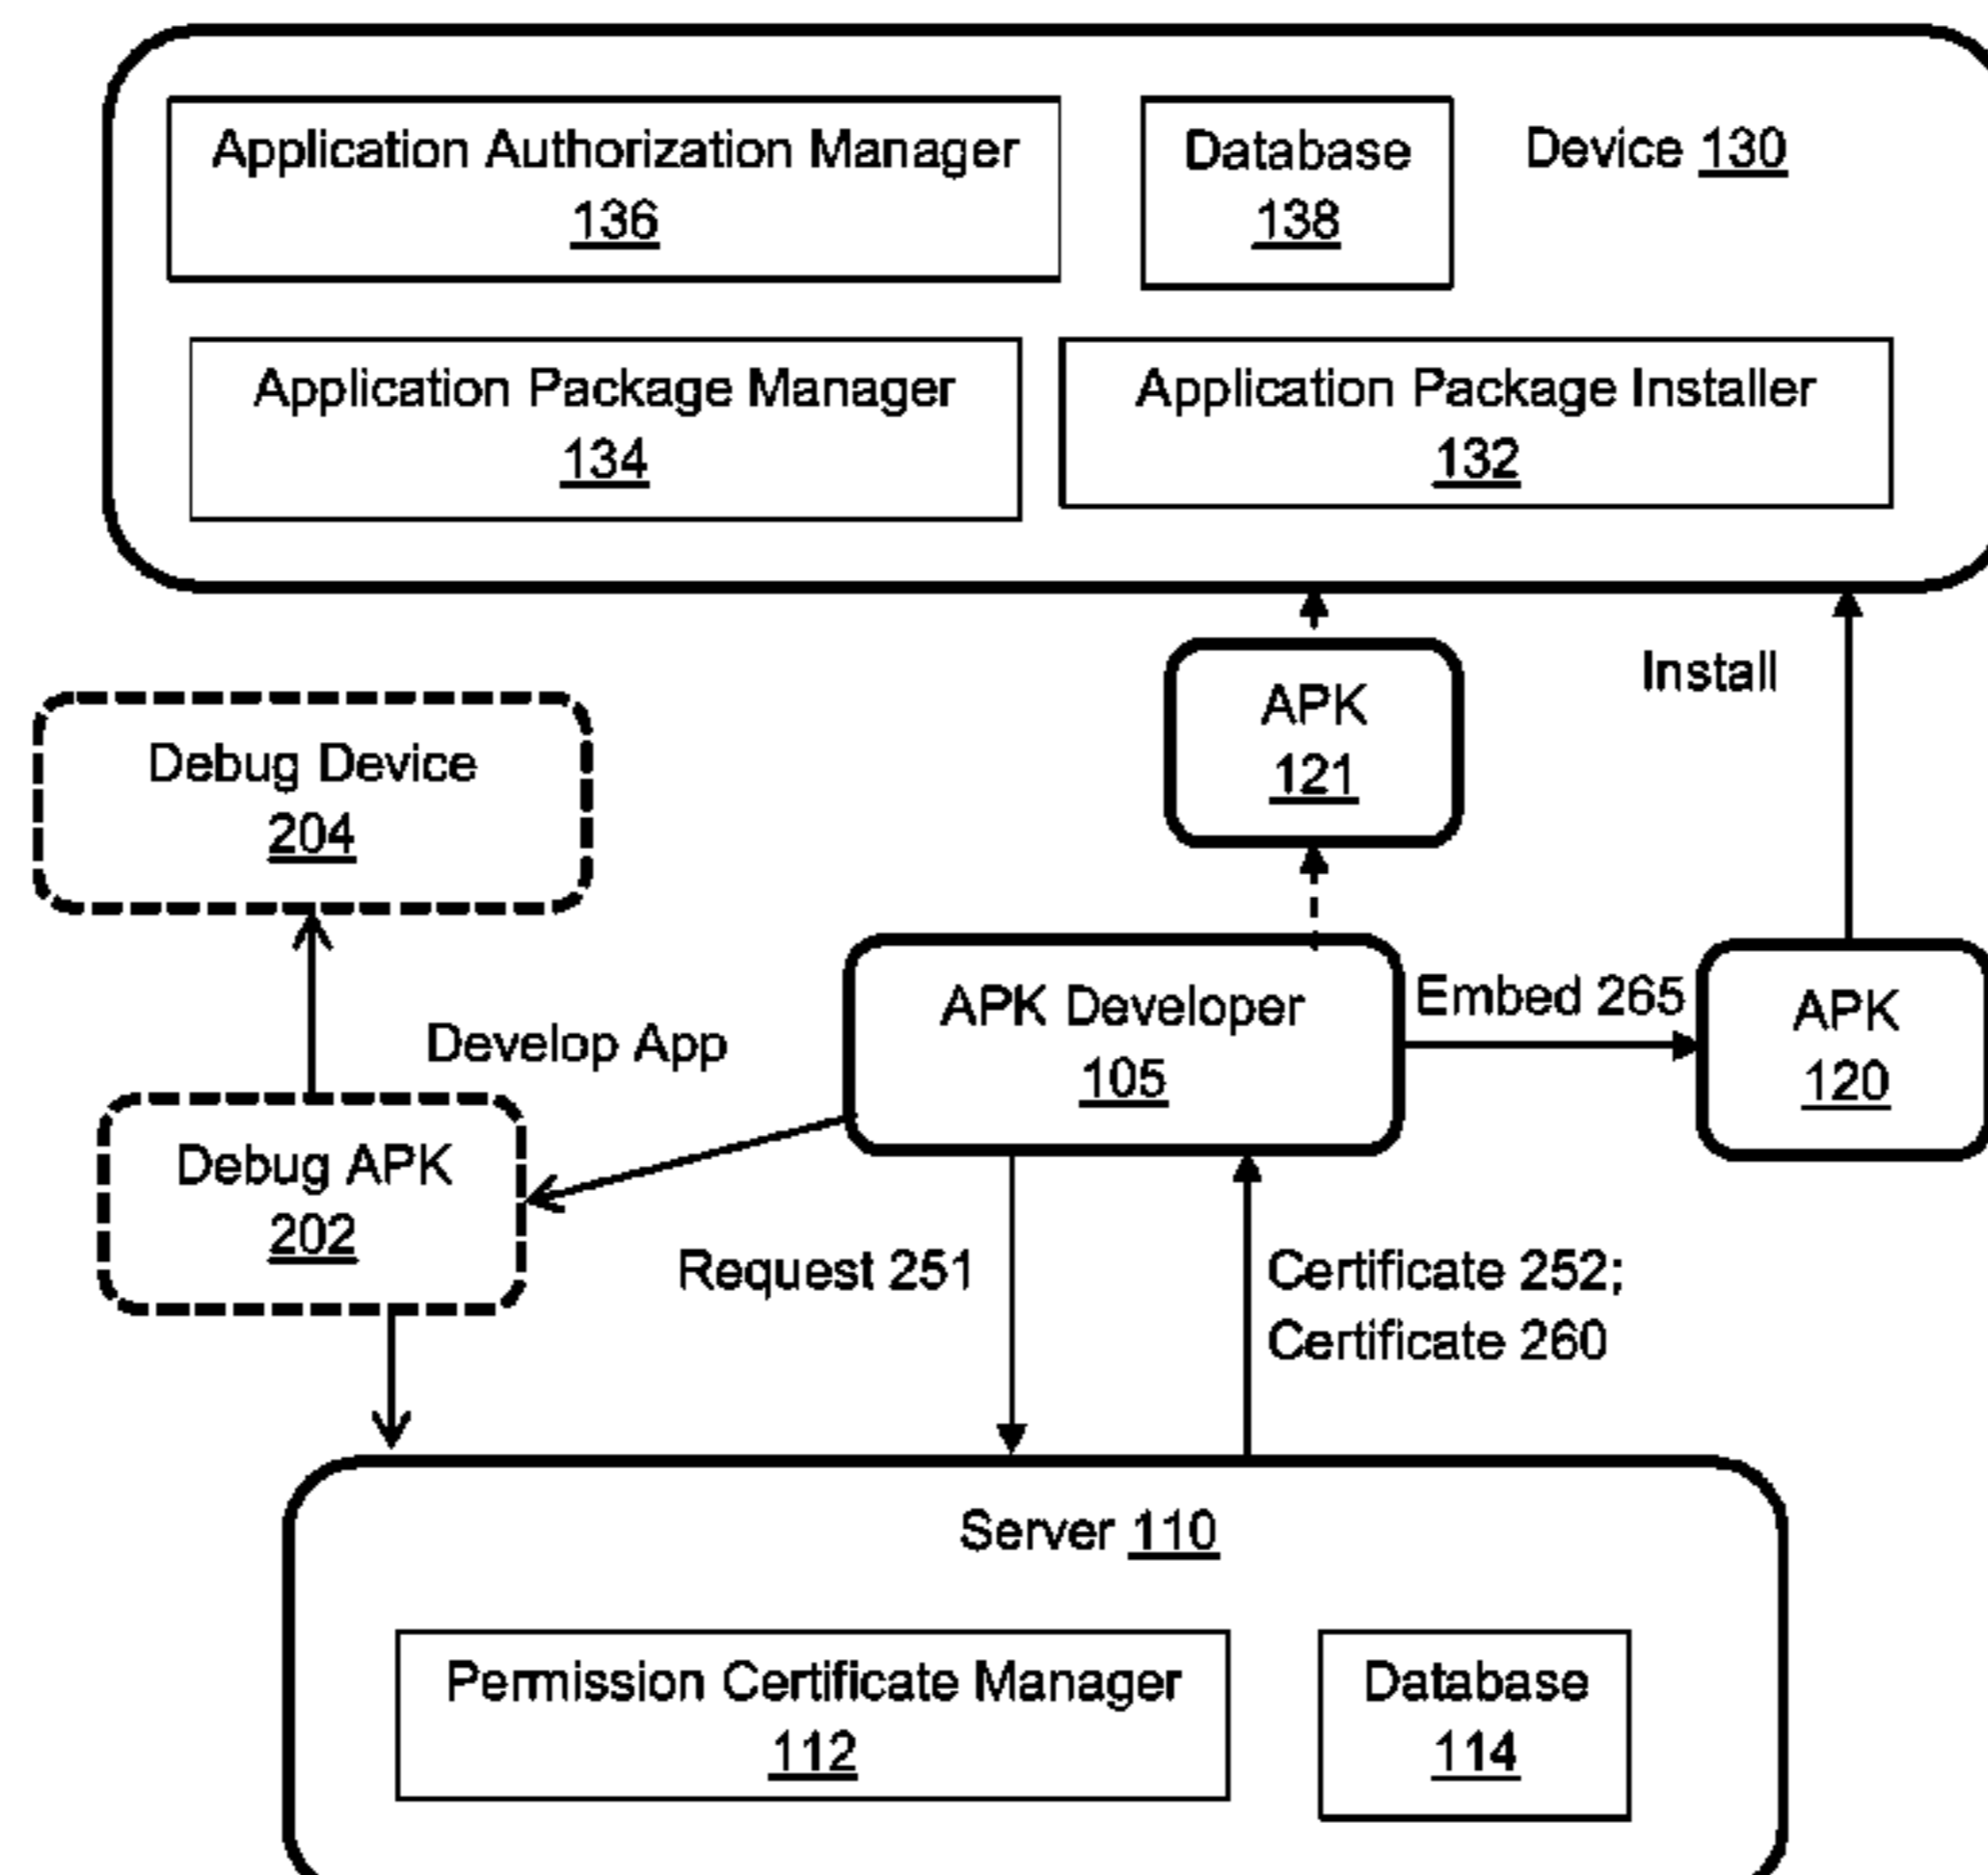 Application Authorization Manager
136
Database
138
Device 130
Application Package Manager
134
Application Package Installer
132
APK
121
Install
Debug Device
204
Develop App
APK Developer
105
Embed 265
APK
120
Debug APK
202
Request 251
Certificate 252;
Certificate 260
Server 110
Permission Certificate Manager
112
Database
114